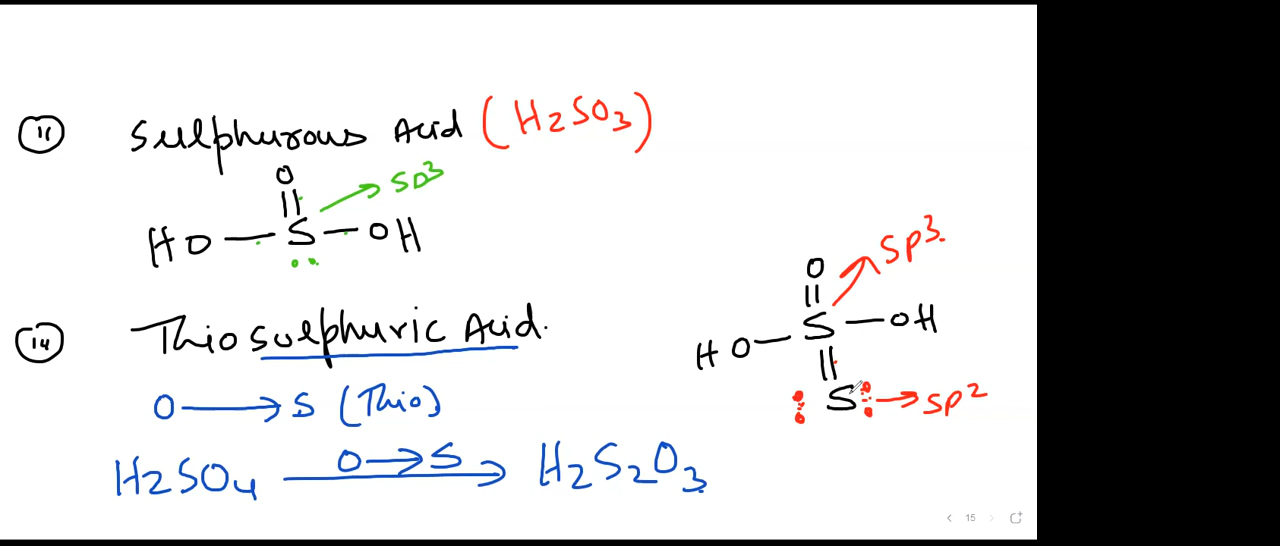 11 Sulphurous Acid (H2SO3)
O
SP3
HO S OH
SP3
O
S OH
HO
S SP2
14 Thiosulphuric Acid.
O → S (Thio)
O → S
H2SO4 → H2S2O3
15